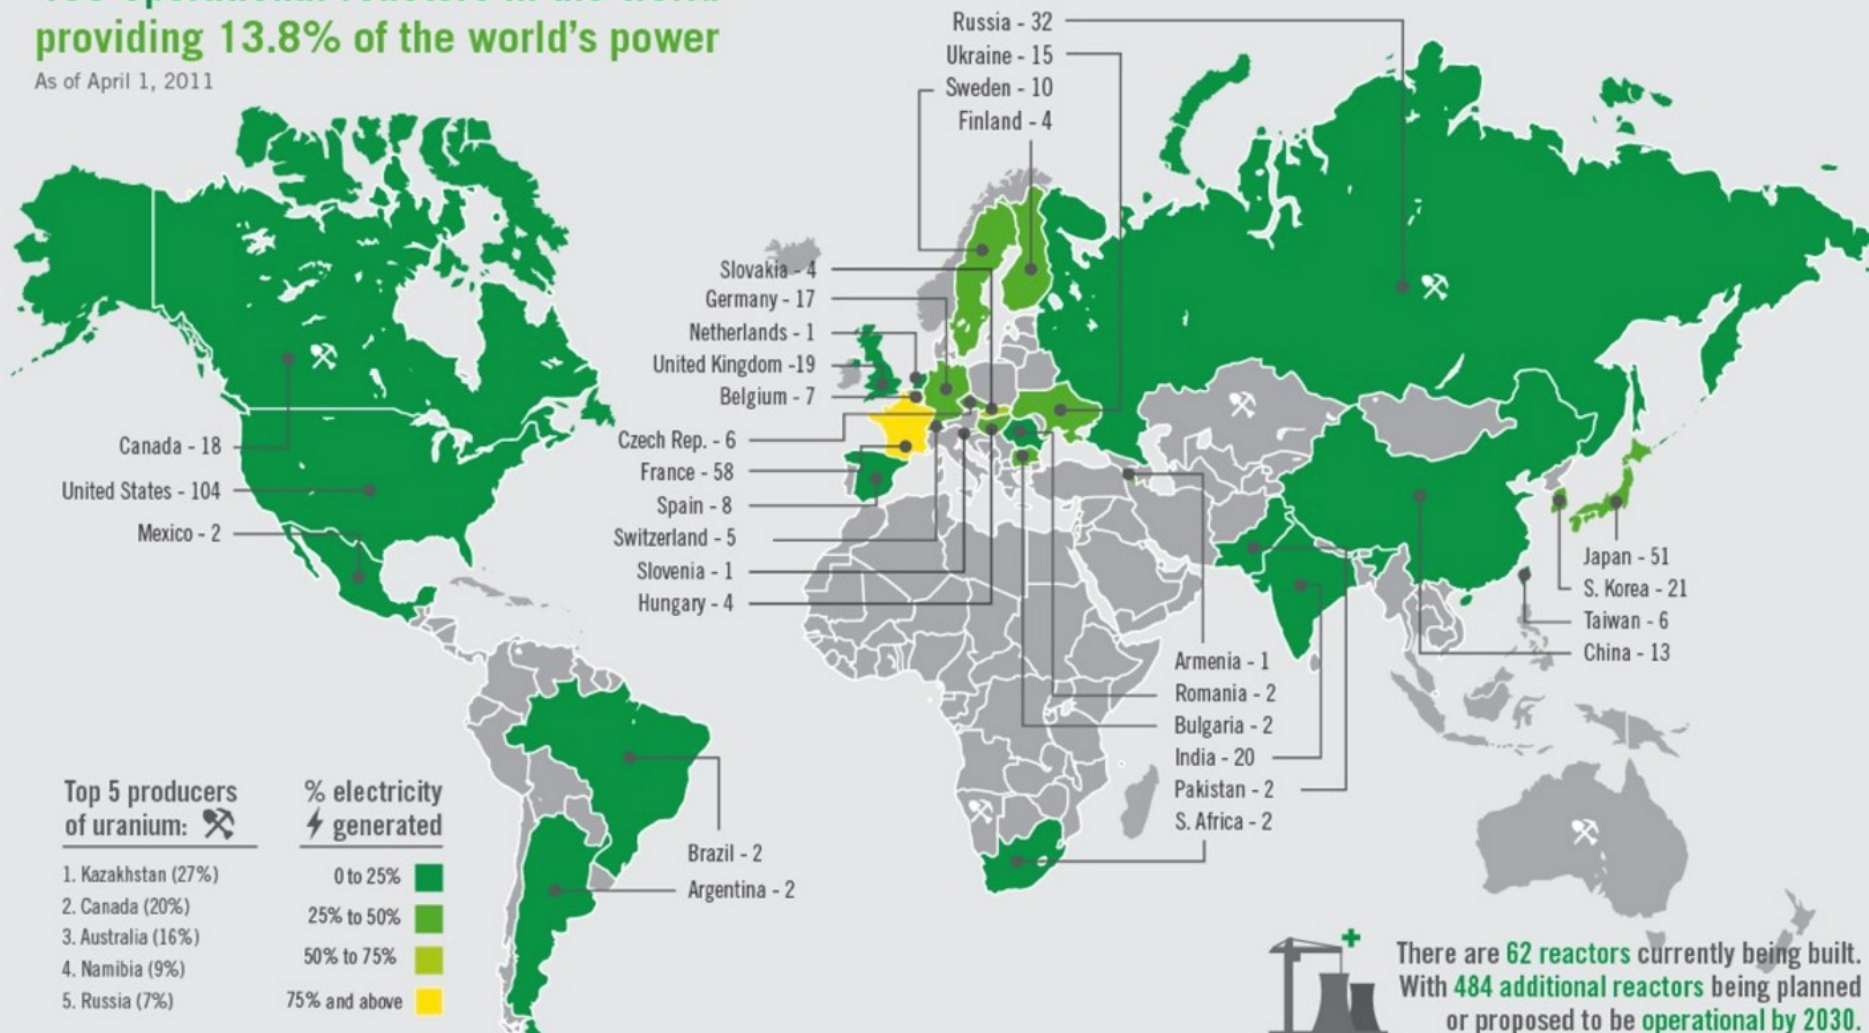 providing 13.8% of the world's power
As of April 1, 2011
Russia - 32
Ukraine - 15
Sweden - 10
Finland - 4
Slovakia - 4
Germany - 17
Netherlands - 1
United Kingdom -19
Belgium - 7
Czech Rep. - 6
France - 58
Spain - 8
Switzerland - 5
Slovenia - 1
Hungary - 4
Canada - 18
United States - 104
Mexico - 2
Japan - 51
S. Korea - 21
Taiwan - 6
China - 13
Armenia - 1
Romania - 2
Bulgaria - 2
India - 20
Pakistan - 2
S. Africa - 2
Brazil - 2
Argentina - 2
Top 5 producers
of uranium:
1. Kazakhstan (27%)
2. Canada (20%)
3. Australia (16%)
4. Namibia (9%)
5. Russia (7%)
% electricity
generated
0 to 25%
25% to 50%
50% to 75%
75% and above
There are 62 reactors currently being built.
With 484 additional reactors being planned
or proposed to be operational by 2030.